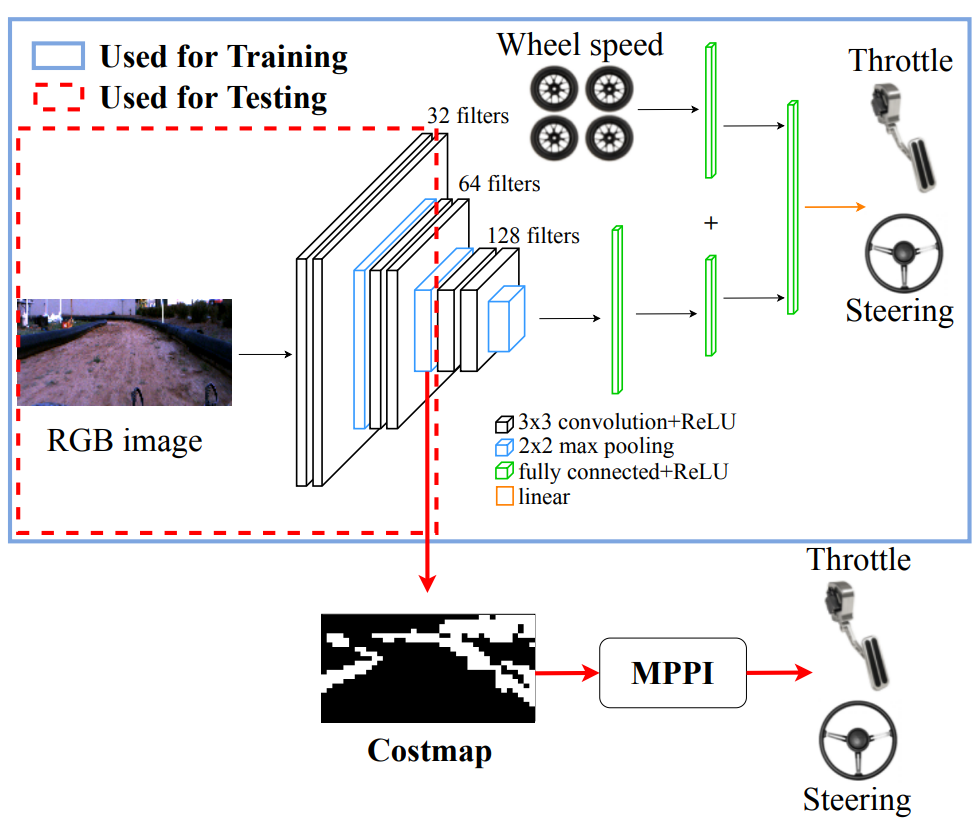 Used for Training
Used for Testing
Wheel speed
Throttle
32 filters
64 filters
128 filters
+
Steering
RGB image
3x3 convolution+ReLU
2x2 max pooling
fully connected+ReLU
linear
Throttle
MPPI
Costmap
Steering